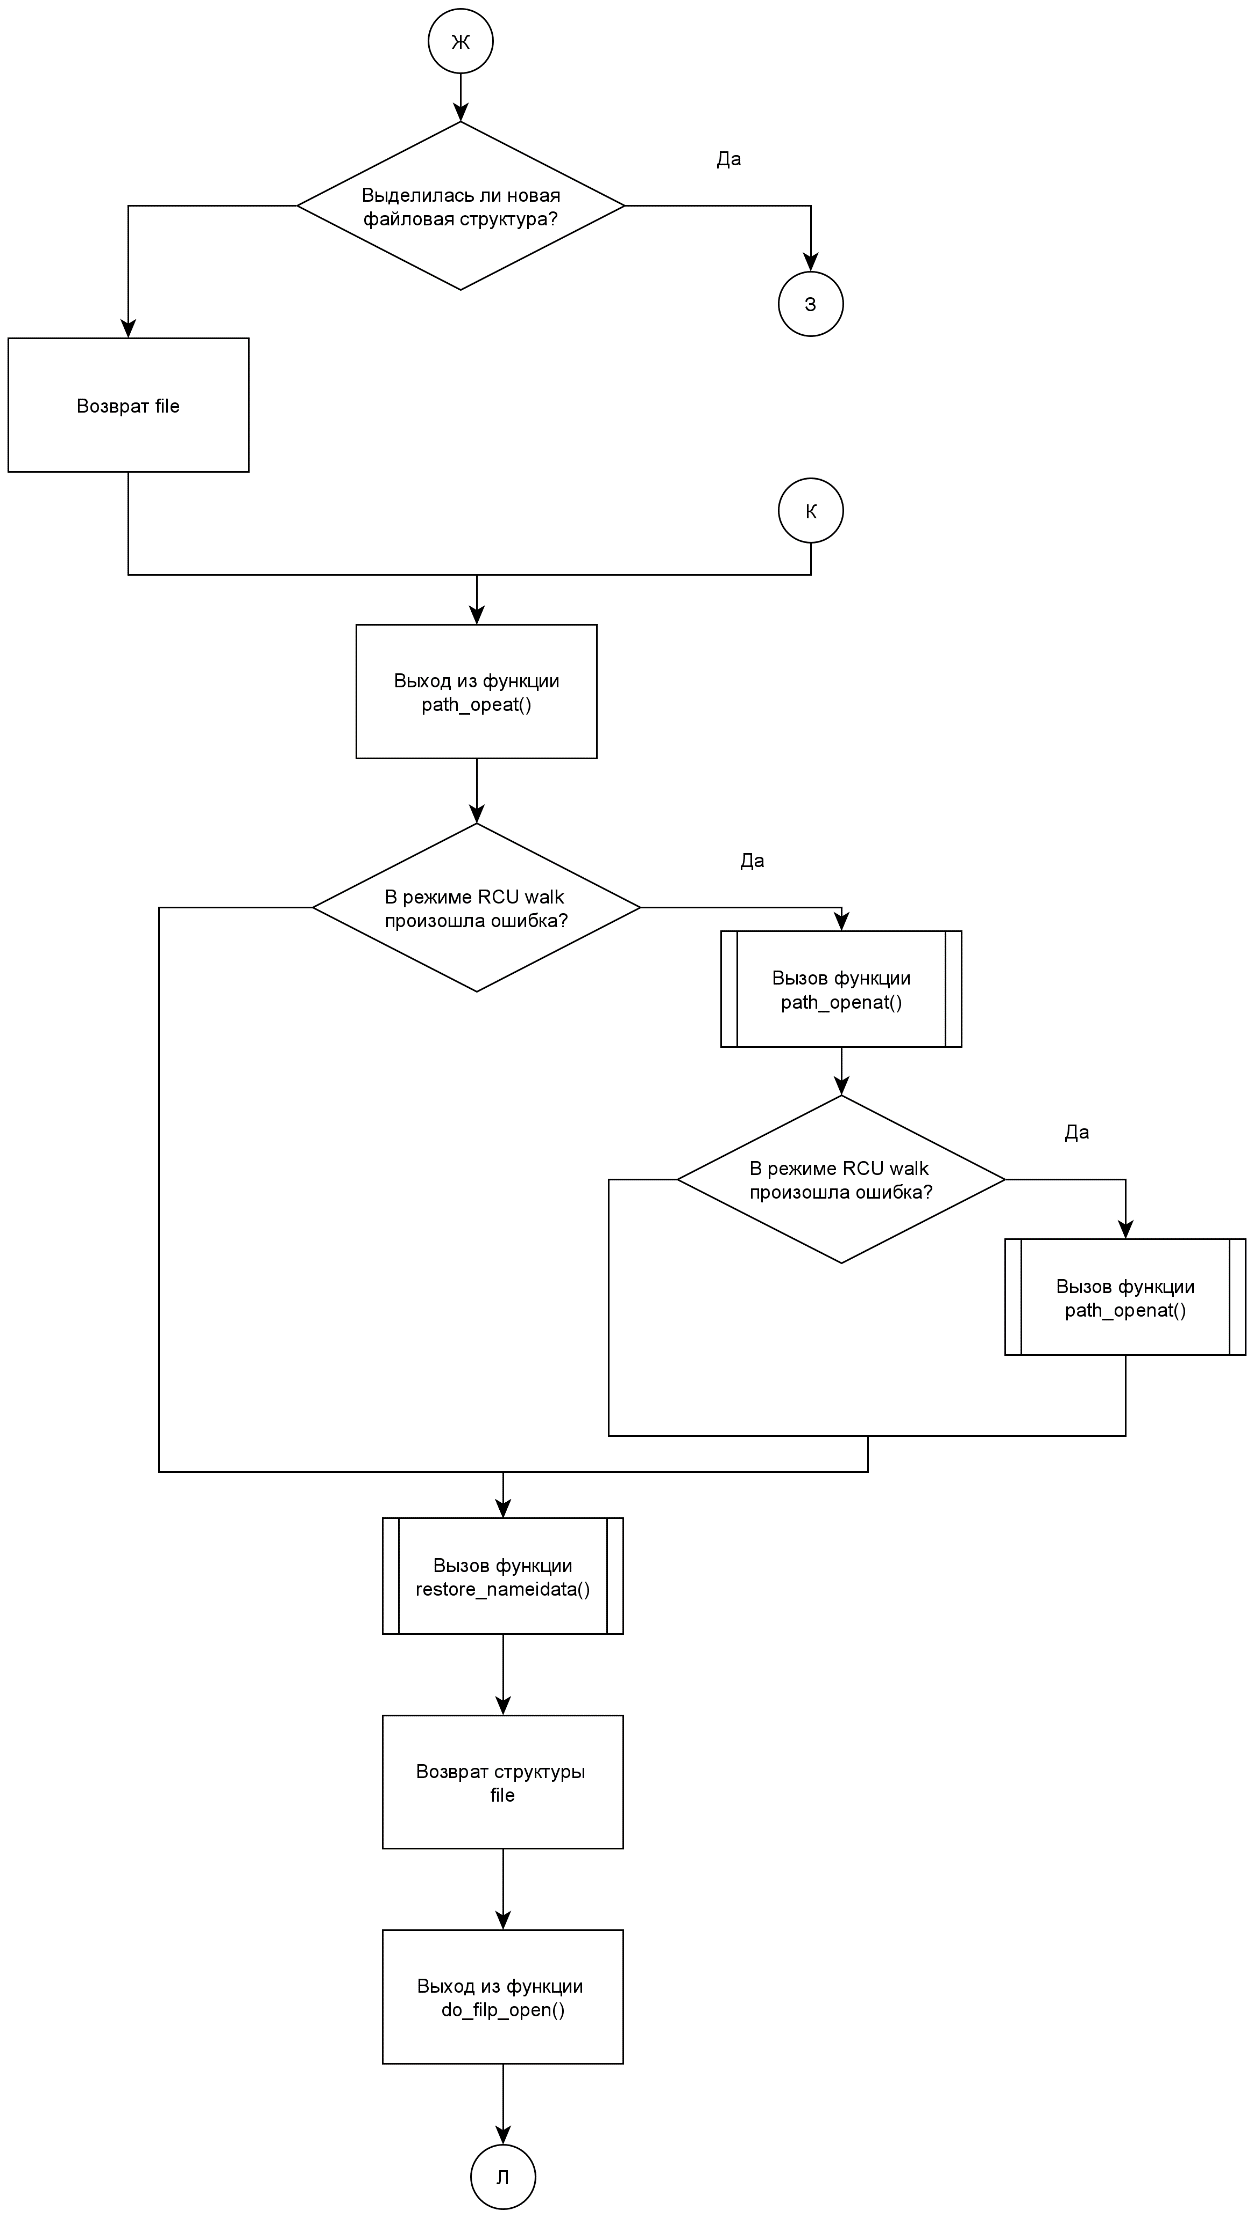 Ж
Да
Выделилась ли новая
файловая структура?
З
Возврат file
К
Выход из функции
path_opeat()
Да
В режиме RCU walk
произошла ошибка?
Вызов функции
path_openat()
Да
В режиме RCU walk
произошла ошибка?
Вызов функции
path_openat()
Вызов функции
restore_nameidata()
Возврат структуры
file
Выход из функции
do_filp_open()
Л